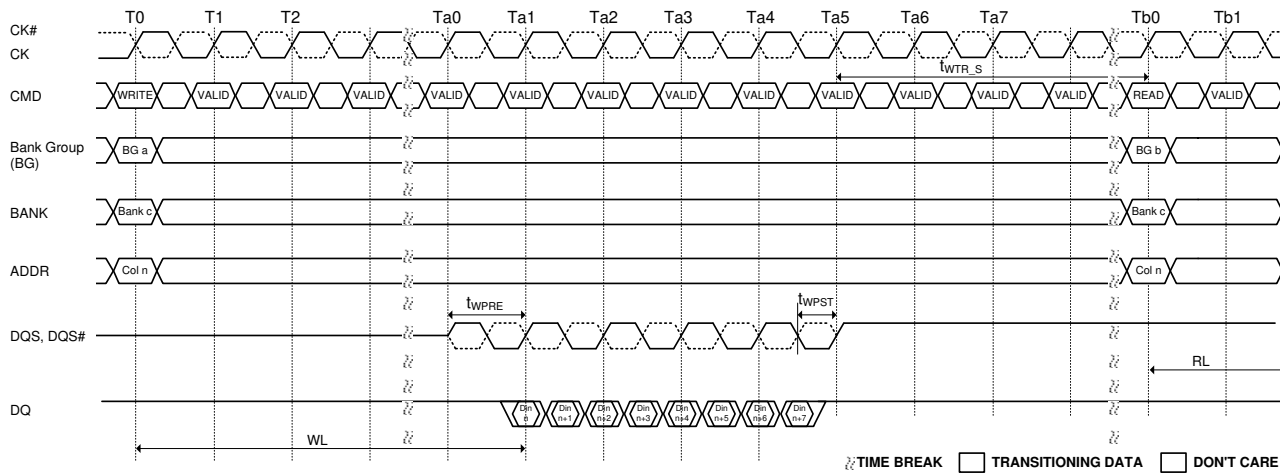 T0 T1 T2 Ta0 Ta1 Ta2 Ta3 Ta4 Ta5 Ta6 Ta7 Tb0 Tb1
CK#
CK
tWTR_S
CMD WRITE VALID VALID VALID VALID VALID VALID VALID VALID VALID VALID VALID VALID READ VALID
Bank Group
(BG)
BG a BG b
BANK Bank c Bank c
ADDR Col n Col n
tWPRE tWPST
DQS, DQS#
RL
DQ
Din n Din n+1 Din n+2 Din n+3 Din n+4 Din n+5 Din n+6 Din n+7
WL
TIME BREAK TRANSITIONING DATA DON'T CARE